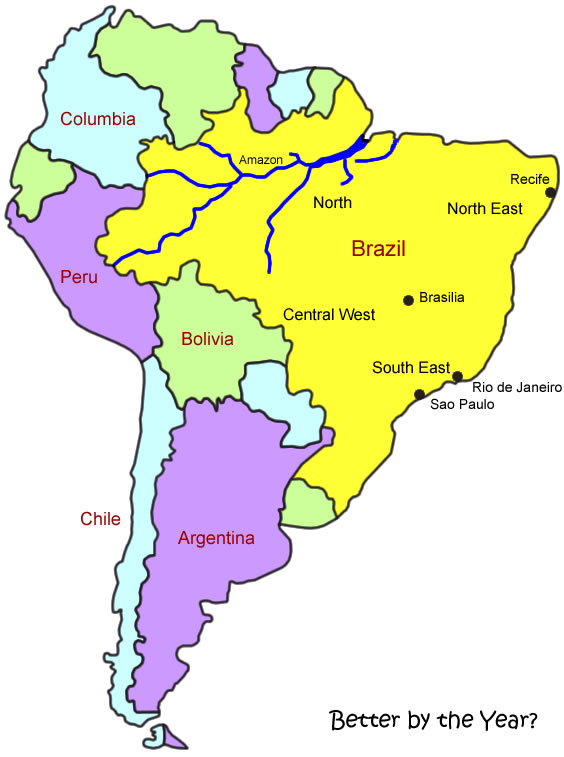 Columbia
Amazon
Recife
North
North East
Brazil
Peru
Brasilia
Central West
Bolivia
South East
Rio de Janeiro
Sao Paulo
Chile
Argentina
Better by the Year?